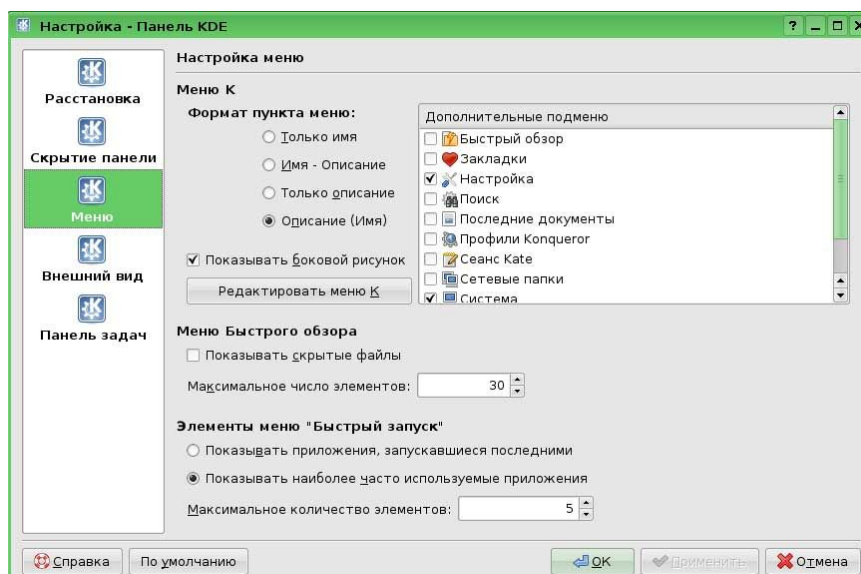 Настройка - Панель KDE
Расстановка
Скрытие панели
Меню
Внешний вид
Панель задач
Настройка меню
Меню K
Формат пункта меню:
Только имя
Имя - Описание
Только описание
Описание (Имя)
Показывать боковой рисунок
Редактировать меню K
Дополнительные подменю
Быстрый обзор
Закладки
Настройка
Поиск
Последние документы
Профили Konqueror
Сеанс Kate
Сетевые папки
Система
Меню Быстрого обзора
Показывать скрытые файлы
Максимальное число элементов: 30
Элементы меню "Быстрый запуск"
Показывать приложения, запускавшиеся последними
Показывать наиболее часто используемые приложения
Максимальное количество элементов: 5
Справка
По умолчанию
OK
Применить
Отмена